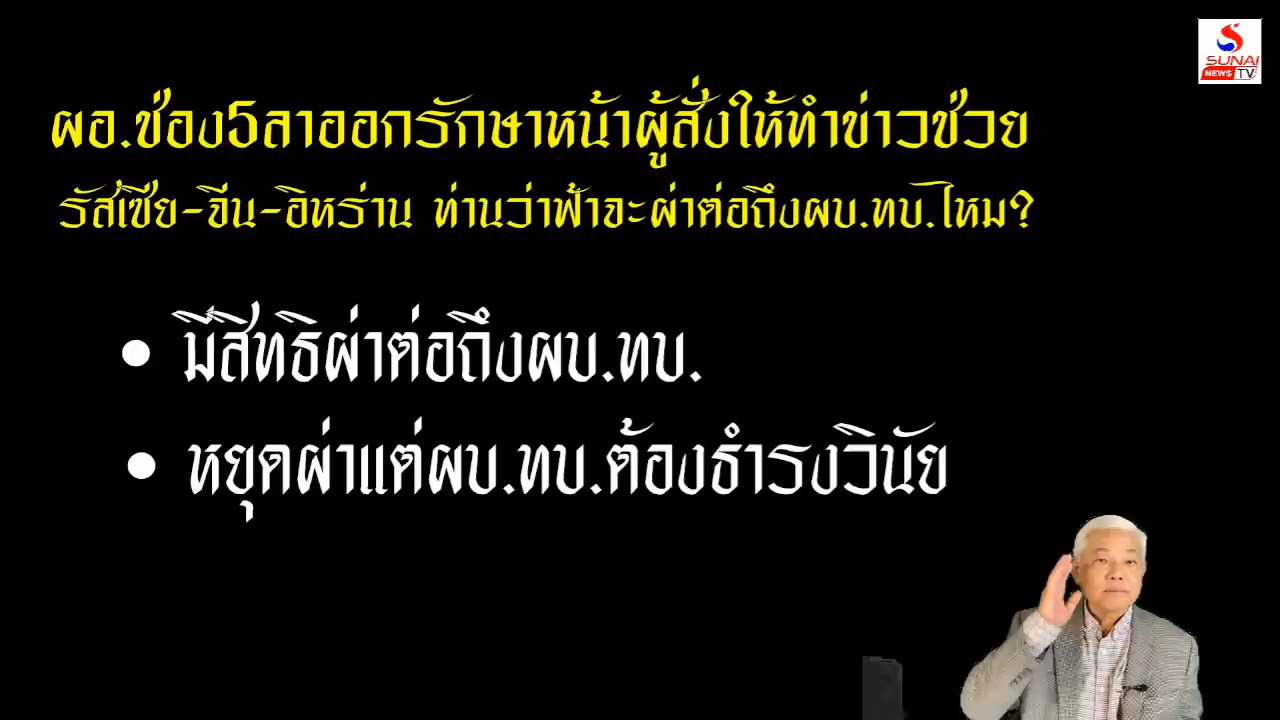 SUNAI
NEWS TV
ผอ.ช่อง5ลาออกรักษาหน้าผู้สั่งให้ทำข่าวช่วย
รัสเซีย-จีน-อิหร่าน ท่านว่าฟ้าจะผ่าต่อถึงผบ.ทบ.ไหม?
• มีสิทธิผ่าต่อถึงผบ.ทบ.
• หยุดผ่าแต่ผบ.ทบ.ต้องธำรงวินัย